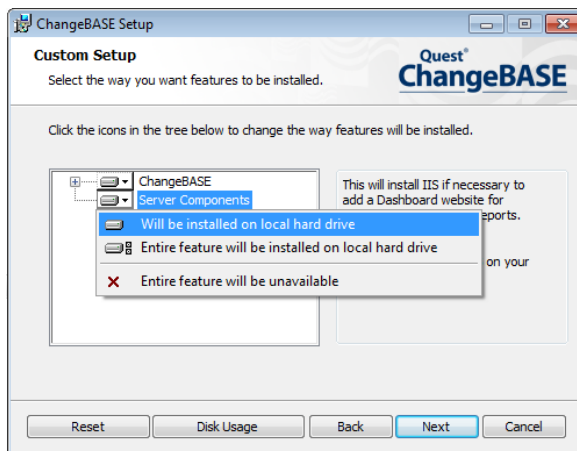 ChangeBASE Setup
Custom Setup
Select the way you want features to be installed.
Quest®
ChangeBASE
Click the icons in the tree below to change the way features will be installed.
ChangeBASE
Server Components
Will be installed on local hard drive
Entire feature will be installed on local hard drive
Entire feature will be unavailable
This will install IIS if necessary to
add a Dashboard website for
eports.
on your
Reset
Disk Usage
Back
Next
Cancel